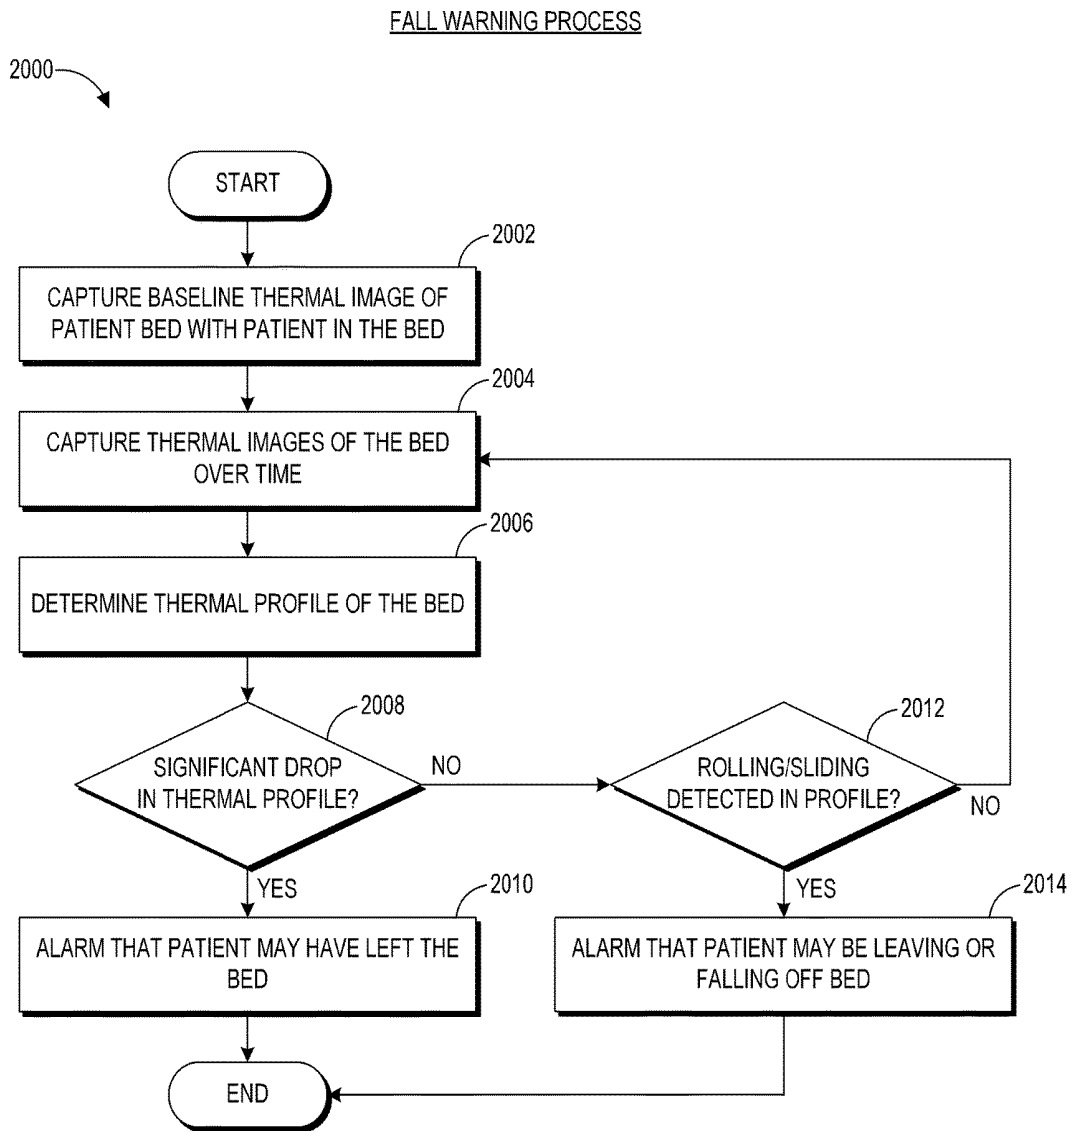 FALL WARNING PROCESS
2000
START
2002
CAPTURE BASELINE THERMAL IMAGE OF
PATIENT BED WITH PATIENT IN THE BED
2004
CAPTURE THERMAL IMAGES OF THE BED
OVER TIME
2006
DETERMINE THERMAL PROFILE OF THE BED
2008
SIGNIFICANT DROP
IN THERMAL PROFILE?
NO
2012
ROLLING/SLIDING
DETECTED IN PROFILE?
NO
YES
2010
ALARM THAT PATIENT MAY HAVE LEFT THE
BED
YES
2014
ALARM THAT PATIENT MAY BE LEAVING OR
FALLING OFF BED
END